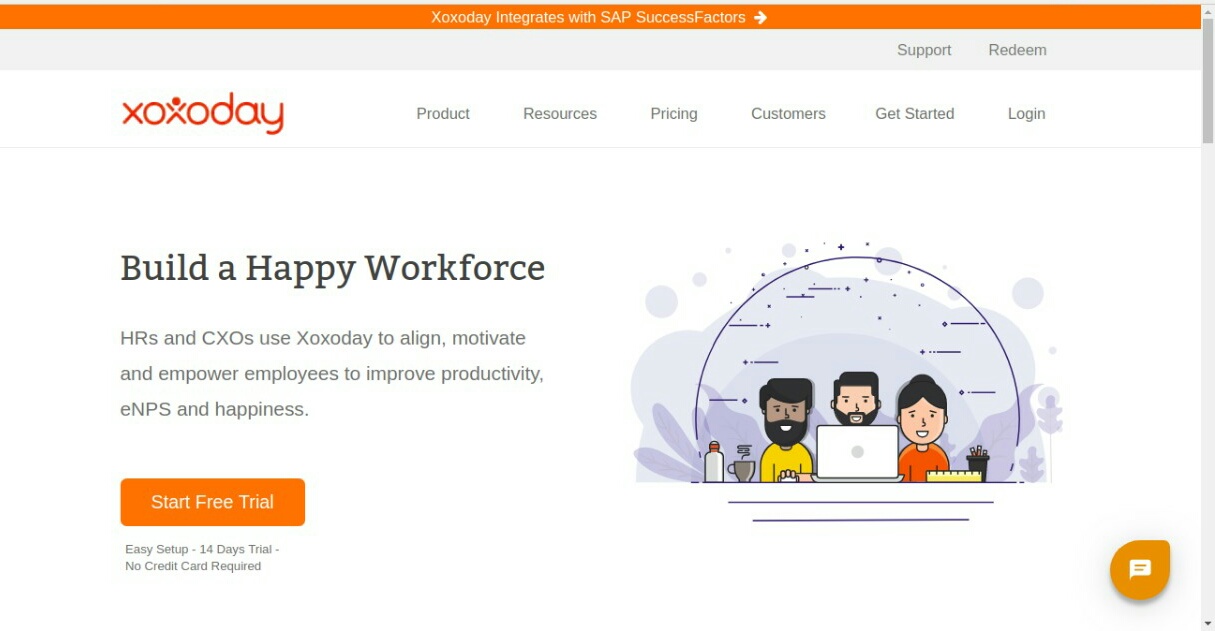 Xoxoday Integrates with SAP SuccessFactors
Support Redeem
xoxoday
Product Resources Pricing Customers Get Started Login
Build a Happy Workforce
HRs and CXOs use Xoxoday to align, motivate
and empower employees to improve productivity,
eNPS and happiness.
Start Free Trial
Easy Setup - 14 Days Trial -
No Credit Card Required